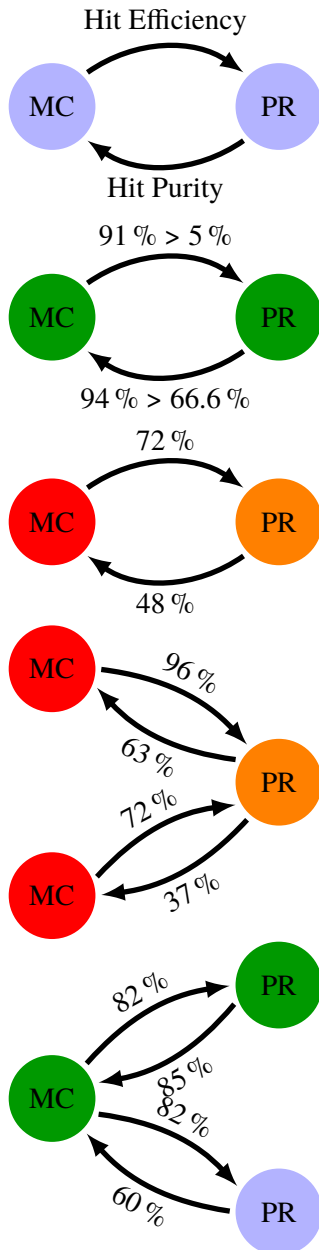 Hit Efficiency
MC PR
Hit Purity
91 % > 5 %
MC PR
94 % > 66.6 %
72 %
MC PR
48 %
MC
96 %
63 %
PR
72 %
37 %
MC
PR
82 %
85 %
MC
82 %
60 %
PR